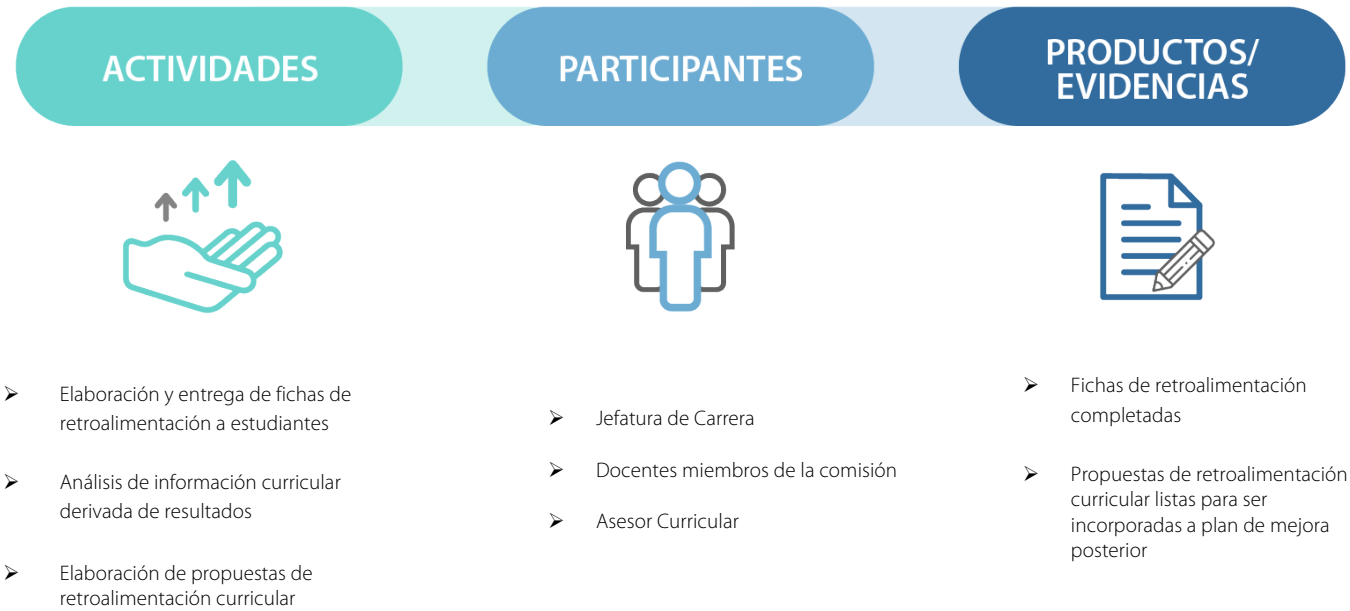 ACTIVIDADES
PARTICIPANTES
PRODUCTOS/
EVIDENCIAS
➢ Elaboración y entrega de fichas de
retroalimentación a estudiantes
➢ Análisis de información curricular
derivada de resultados
➢ Elaboración de propuestas de
retroalimentación curricular
➢ Jefatura de Carrera
➢ Docentes miembros de la comisión
➢ Asesor Curricular
➢ Fichas de retroalimentación
completadas
➢ Propuestas de retroalimentación
curricular listas para ser
incorporadas a plan de mejora
posterior